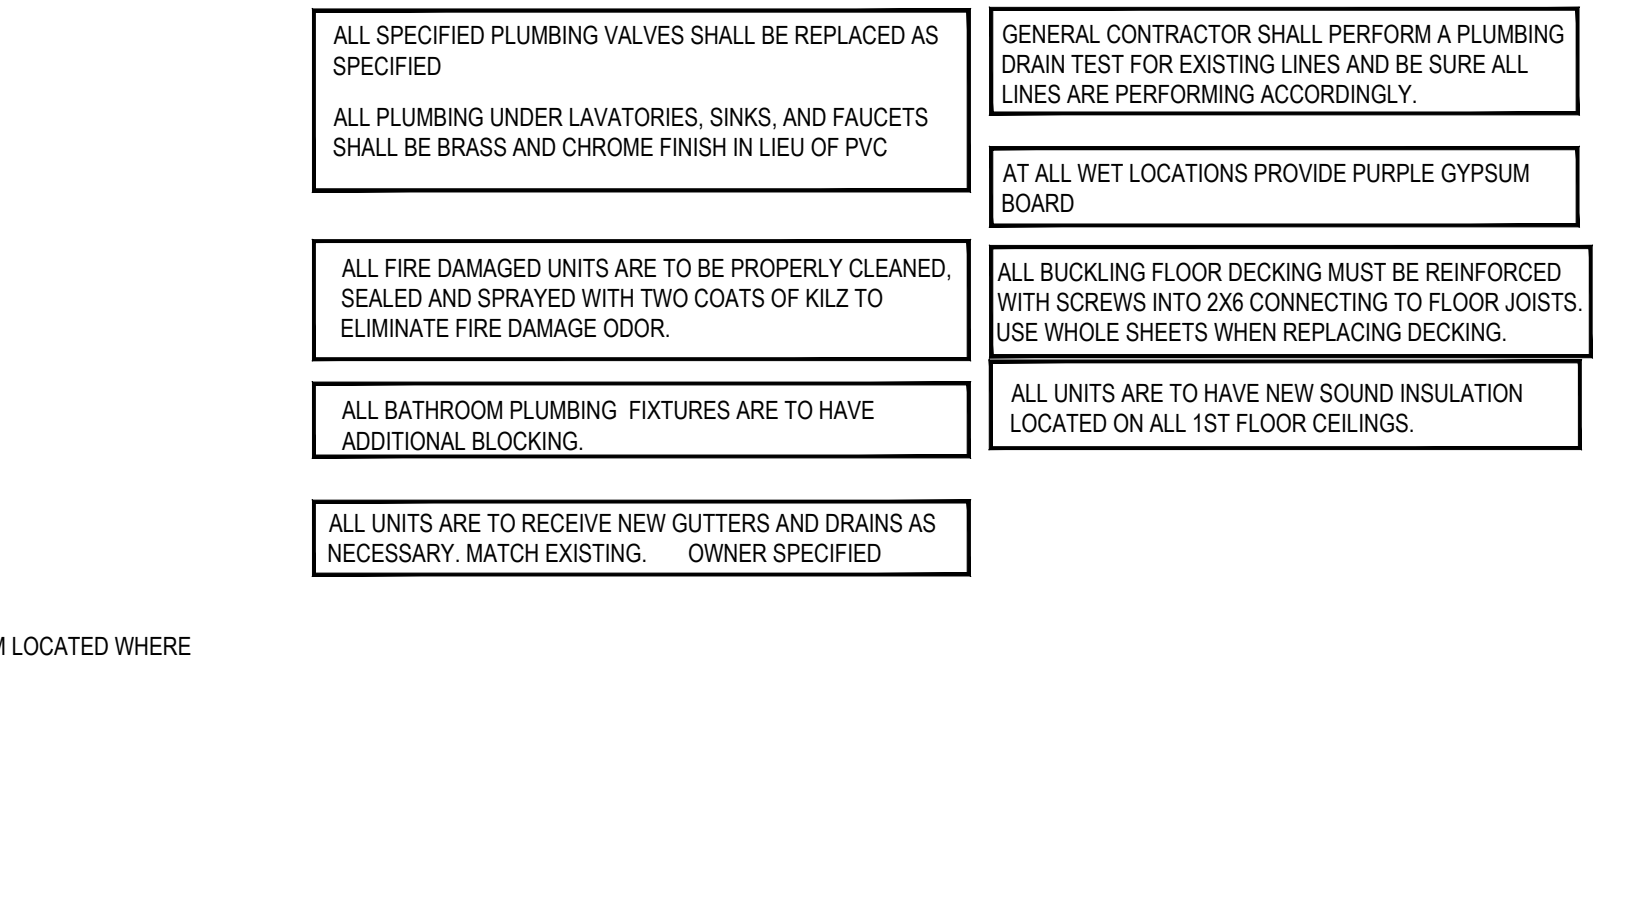 ALL SPECIFIED PLUMBING VALVES SHALL BE REPLACED AS
SPECIFIED
ALL PLUMBING UNDER LAVATORIES, SINKS, AND FAUCETS
SHALL BE BRASS AND CHROME FINISH IN LIEU OF PVC
ALL FIRE DAMAGED UNITS ARE TO BE PROPERLY CLEANED,
SEALED AND SPRAYED WITH TWO COATS OF KILZ TO
ELIMINATE FIRE DAMAGE ODOR.
ALL BATHROOM PLUMBING  FIXTURES ARE TO HAVE
ADDITIONAL BLOCKING.
ALL UNITS ARE TO RECEIVE NEW GUTTERS AND DRAINS AS
NECESSARY. MATCH EXISTING.      OWNER SPECIFIED
GENERAL CONTRACTOR SHALL PERFORM A PLUMBING
DRAIN TEST FOR EXISTING LINES AND BE SURE ALL
LINES ARE PERFORMING ACCORDINGLY.
AT ALL WET LOCATIONS PROVIDE PURPLE GYPSUM
BOARD
ALL BUCKLING FLOOR DECKING MUST BE REINFORCED
WITH SCREWS INTO 2X6 CONNECTING TO FLOOR JOISTS.
USE WHOLE SHEETS WHEN REPLACING DECKING.
ALL UNITS ARE TO HAVE NEW SOUND INSULATION
LOCATED ON ALL 1ST FLOOR CEILINGS.
LOCATED WHERE